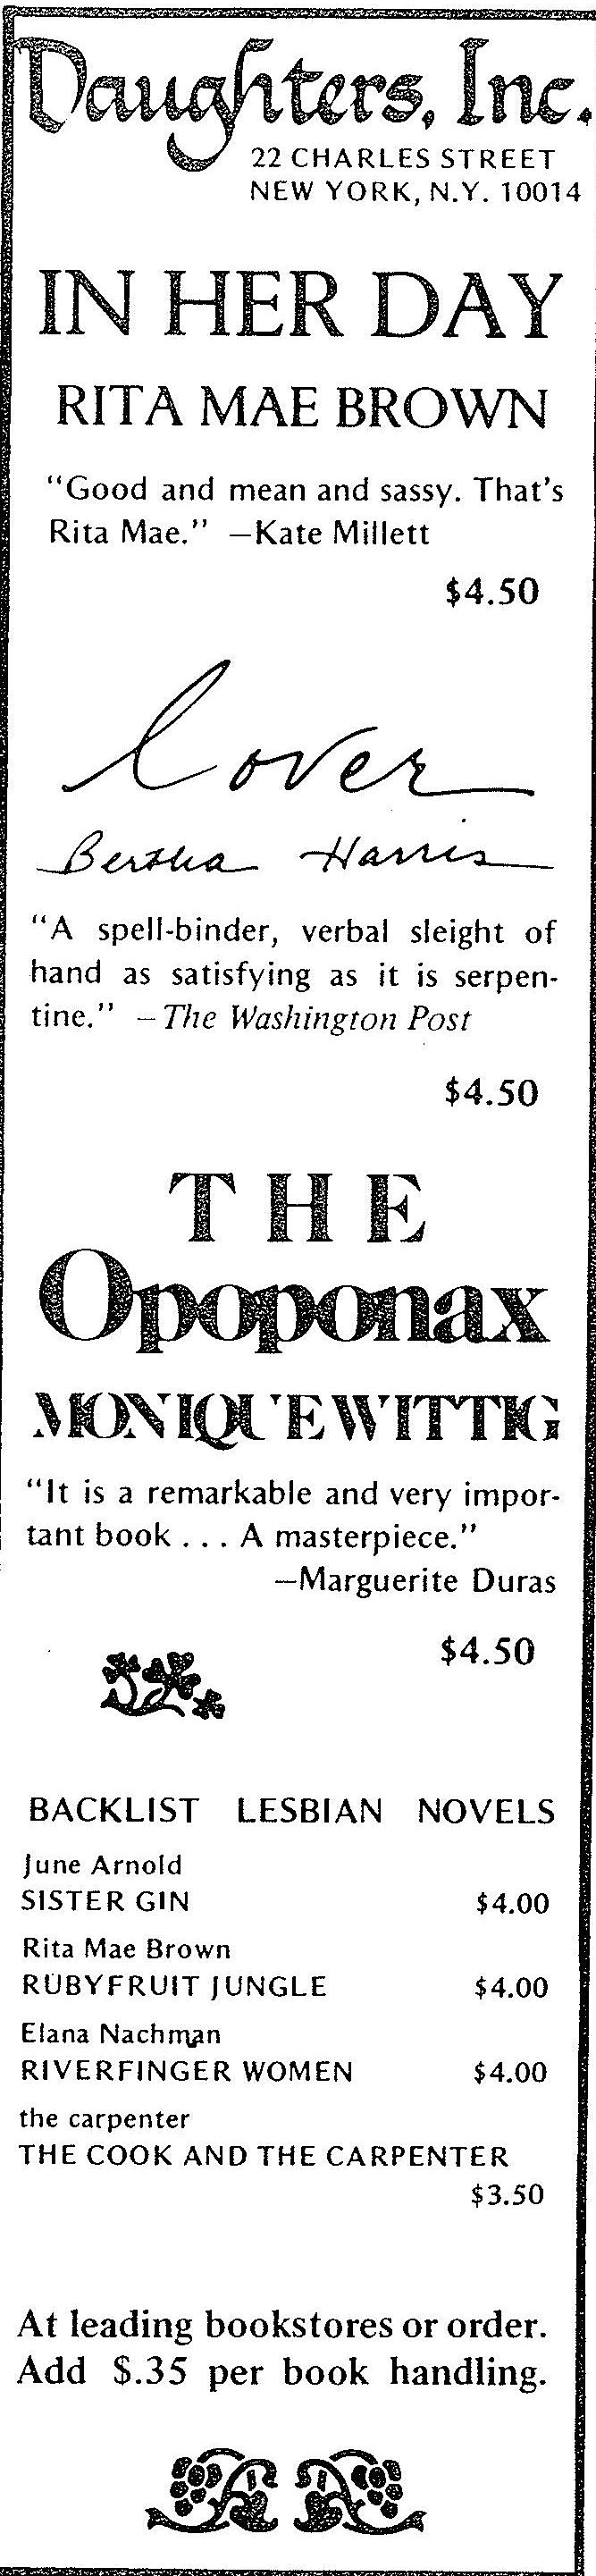 Daughters, Inc.
22 CHARLES STREET
NEW YORK, N.Y. 10014
IN HER DAY
RITA MAE BROWN
“Good and mean and sassy. That’s
Rita Mae.” —Kate Millett
$4.50
Lover
Bertha Harris
“A spell-binder, verbal sleight of
hand as satisfying as it is serpen-
tine.” — The Washington Post
$4.50
THE
Opoponax
MONIQUE WITTIG
“It is a remarkable and very impor-
tant book . . . A masterpiece.”
—Marguerite Duras
$4.50
BACKLIST LESBIAN NOVELS
June Arnold
SISTER GIN $4.00
Rita Mae Brown
RUBYFRUIT JUNGLE $4.00
Elana Nachman
RIVERFINGER WOMEN $4.00
the carpenter
THE COOK AND THE CARPENTER
$3.50
At leading bookstores or order.
Add $.35 per book handling.